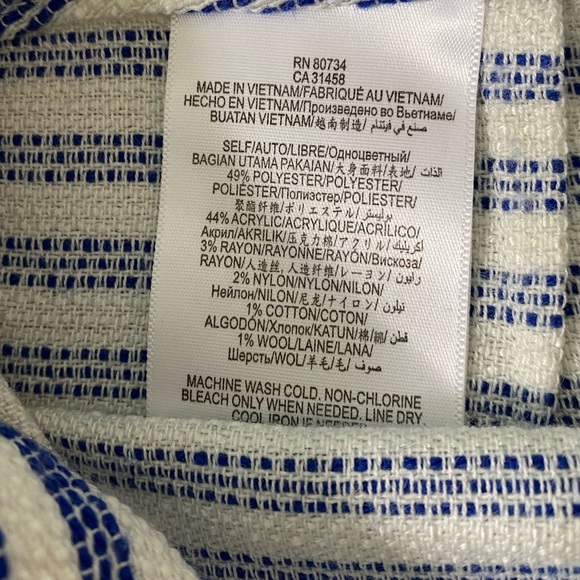 RN 80734
CA 31458
MADE IN VIETNAM/FABRIQUÉ AU VIETNAM/
HECHO EN VIETNAM/Произведено во Вьетнаме/
BUATAN VIETNAM/越南制造/صنع في فيتنام
SELF/AUTO/LIBRE/Одноцветный/
BAGIAN UTAMA PAKAIAN/大身面料/表地/الذات
49% POLYESTER/POLYESTER/
POLIÉSTER/Полиэстер/POLIESTER/
聚酯纤维/ポリエステル/بوليستر
44% ACRYLIC/ACRYLIQUE/ACRÍLICO/
Акрил/AKRILIK/压克力棉/アクリル/أكريليك
3% RAYON/RAYONNE/RAYÓN/Вискоза/
RAYON/人造丝, 人造纤维/レーヨン/رايون
2% NYLON/NYLON/NILON/
Нейлон/NILON/尼龙/ナイロン/نيلون
1% COTTON/COTON/
ALGODÓN/Хлопок/KATUN/棉/綿/قطن
1% WOOL/LAINE/LANA/
Шерсть/WOL/羊毛/毛/صوف
MACHINE WASH COLD. NON-CHLORINE
BLEACH ONLY WHEN NEEDED. LINE DRY.
COOL IRON IF NEEDED